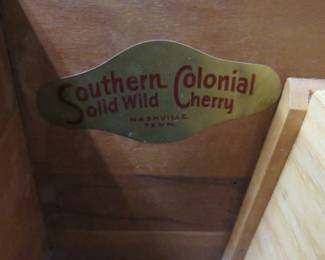 Southern Colonial
Solid Wild Cherry
NASHVILLE
TENN.